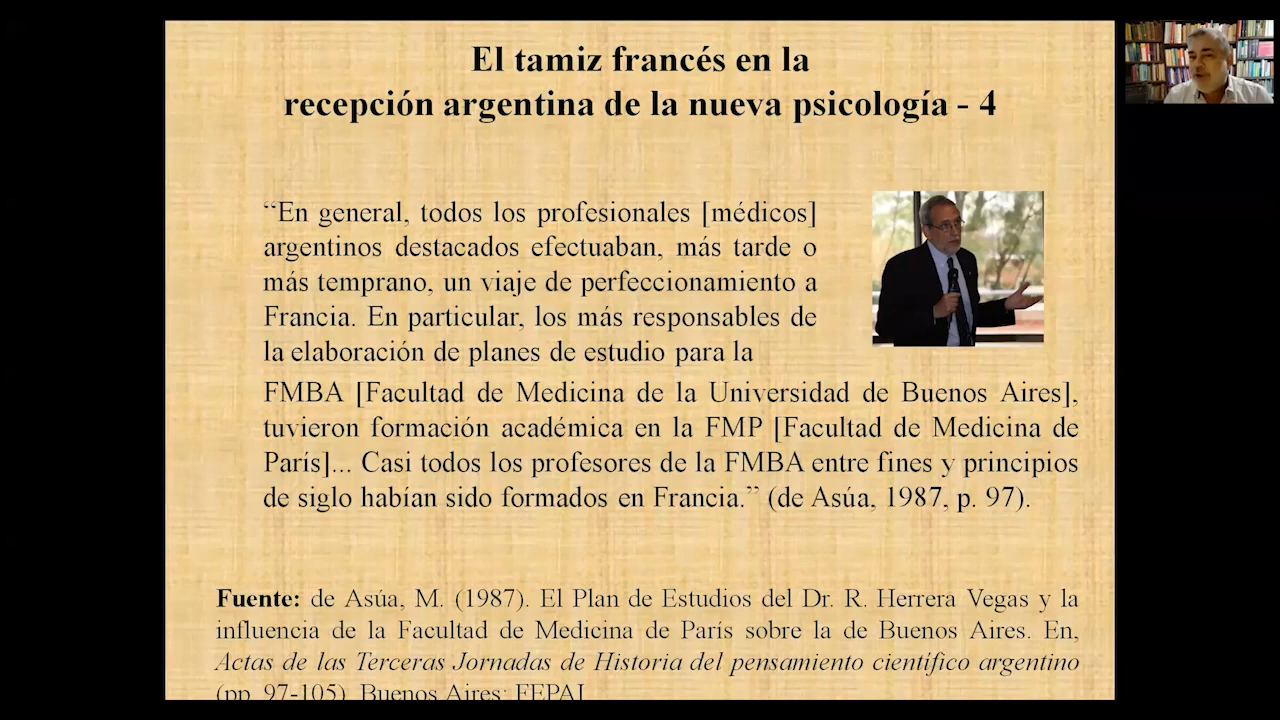 El tamiz francés en la
recepción argentina de la nueva psicología - 4
“En general, todos los profesionales [médicos]
argentinos destacados efectuaban, más tarde o
más temprano, un viaje de perfeccionamiento a
Francia. En particular, los más responsables de
la elaboración de planes de estudio para la
FMBA [Facultad de Medicina de la Universidad de Buenos Aires],
tuvieron formación académica en la FMP [Facultad de Medicina de
París]... Casi todos los profesores de la FMBA entre fines y principios
de siglo habían sido formados en Francia.” (de Asúa, 1987, p. 97).
Fuente: de Asúa, M. (1987). El Plan de Estudios del Dr. R. Herrera Vegas y la
influencia de la Facultad de Medicina de París sobre la de Buenos Aires. En,
Actas de las Terceras Jornadas de Historia del pensamiento científico argentino
(pp. 97-105). Buenos Aires: FEPAI